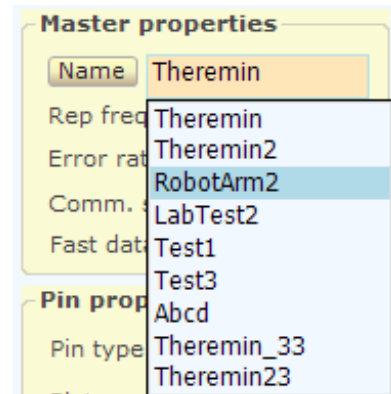 Master properties
Name Theremin
Rep freq Theremin
Error rat Theremin2
RobotArm2
Comm. LabTest2
Fast dat Test1
Test3
Pin prop Abcd
Pin type Theremin_33
Theremin23